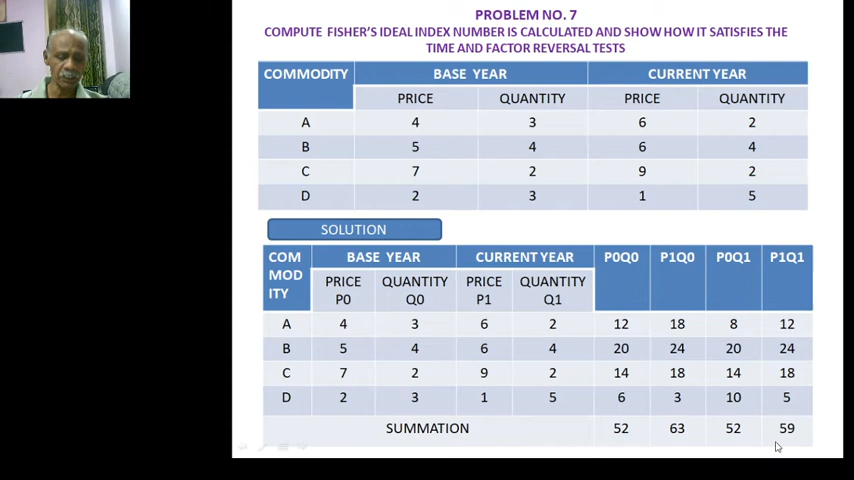 PROBLEM NO. 7
COMPUTE FISHER'S IDEAL INDEX NUMBER IS CALCULATED AND SHOW HOW IT SATISFIES THE
TIME AND FACTOR REVERSAL TESTS
COMMODITY BASE YEAR CURRENT YEAR
PRICE QUANTITY PRICE QUANTITY
A 4 3 6 2
B 5 4 6 4
C 7 2 9 2
D 2 3 1 5
SOLUTION
COM BASE YEAR CURRENT YEAR P0Q0 P1Q0 P0Q1 P1Q1
MOD PRICE QUANTITY PRICE QUANTITY
ITY P0 Q0 P1 Q1
A 4 3 6 2 12 18 8 12
B 5 4 6 4 20 24 20 24
C 7 2 9 2 14 18 14 18
D 2 3 1 5 6 3 10 5
SUMMATION 52 63 52 59